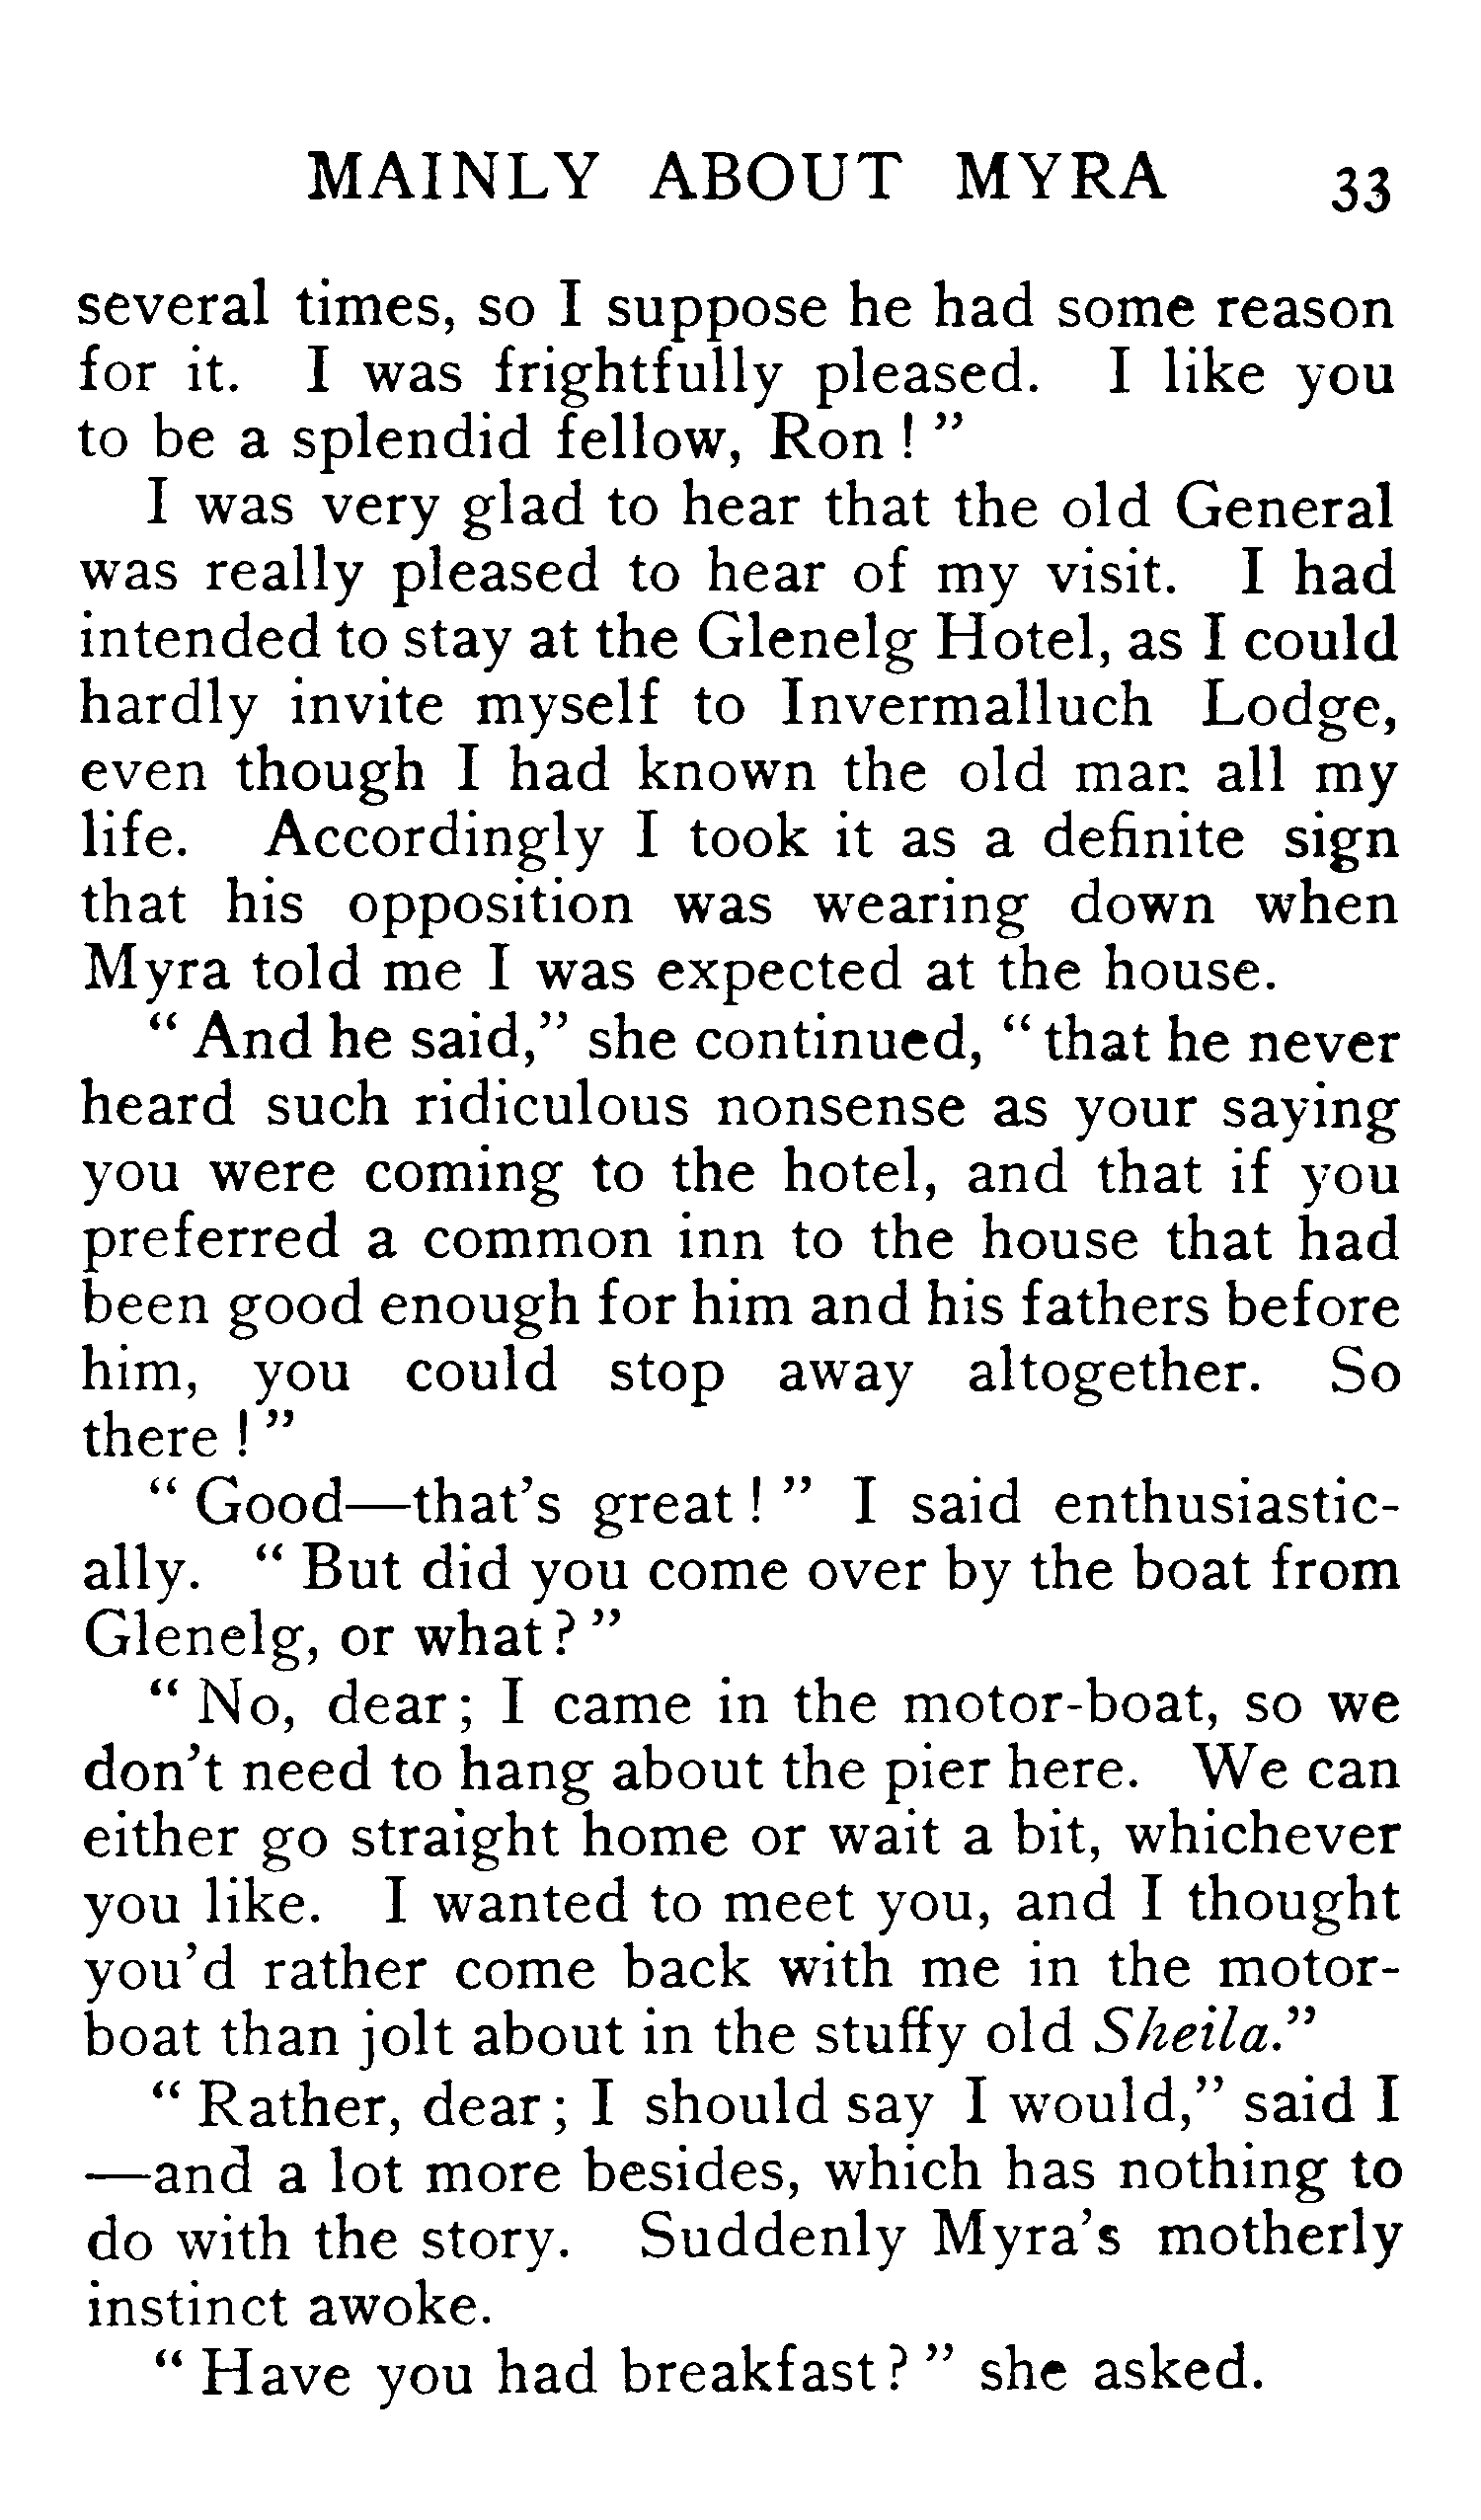 MAINLY ABOUT MYRA 33
several times, so I suppose he had some reason
for it. I was frightfully pleased. I like you
to be a splendid fellow, Ron ! ”
I was very glad to hear that the old General
was really pleased to hear of my visit. I had
intended to stay at the Glenelg Hotel, as I could
hardly invite myself to Invermalluch Lodge,
even though I had known the old man all my
life. Accordingly I took it as a definite sign
that his opposition was wearing down when
Myra told me I was expected at the house.
“ And he said,” she continued, “ that he never
heard such ridiculous nonsense as your saying
you were coming to the hotel, and that if you
preferred a common inn to the house that had
been good enough for him and his fathers before
him, you could stop away altogether. So
there ! ”
“ Good—that’s great ! ” I said enthusiastic-
ally. “ But did you come over by the boat from
Glenelg, or what ? ”
“ No, dear ; I came in the motor-boat, so we
don’t need to hang about the pier here. We can
either go straight home or wait a bit, whichever
you like. I wanted to meet you, and I thought
you’d rather come back with me in the motor-
boat than jolt about in the stuffy old Sheila.”
“ Rather, dear ; I should say I would,” said I
—and a lot more besides, which has nothing to
do with the story. Suddenly Myra’s motherly
instinct awoke.
“ Have you had breakfast ? ” she asked.